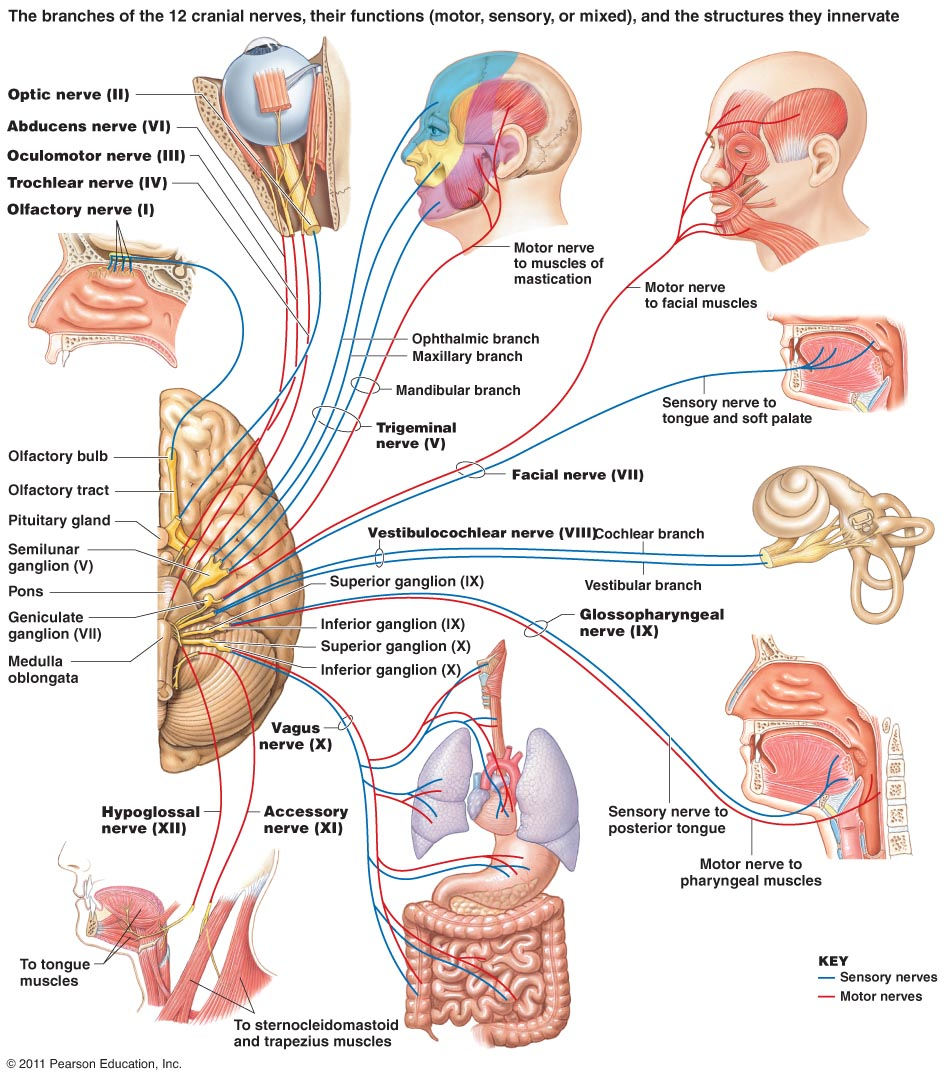 The branches of the 12 cranial nerves, their functions (motor, sensory, or mixed), and the structures they innervate
Optic nerve (II)
Abducens nerve (VI)
Oculomotor nerve (III)
Trochlear nerve (IV)
Olfactory nerve (I)
Motor nerve
to muscles of
mastication
Motor nerve
to facial muscles
Ophthalmic branch
Maxillary branch
Mandibular branch
Trigeminal
nerve (V)
Sensory nerve to
tongue and soft palate
Facial nerve (VII)
Olfactory bulb
Olfactory tract
Pituitary gland
Semilunar
ganglion (V)
Pons
Geniculate
ganglion (VII)
Medulla
oblongata
Vestibulocochlear nerve (VIII)
Cochlear branch
Vestibular branch
Superior ganglion (IX)
Inferior ganglion (IX)
Superior ganglion (X)
Inferior ganglion (X)
Glossopharyngeal
nerve (IX)
Vagus
nerve (X)
Hypoglossal
nerve (XII)
Accessory
nerve (XI)
Sensory nerve to
posterior tongue
Motor nerve to
pharyngeal muscles
To tongue
muscles
To sternocleidomastoid
and trapezius muscles
KEY
Sensory nerves
Motor nerves
© 2011 Pearson Education, Inc.